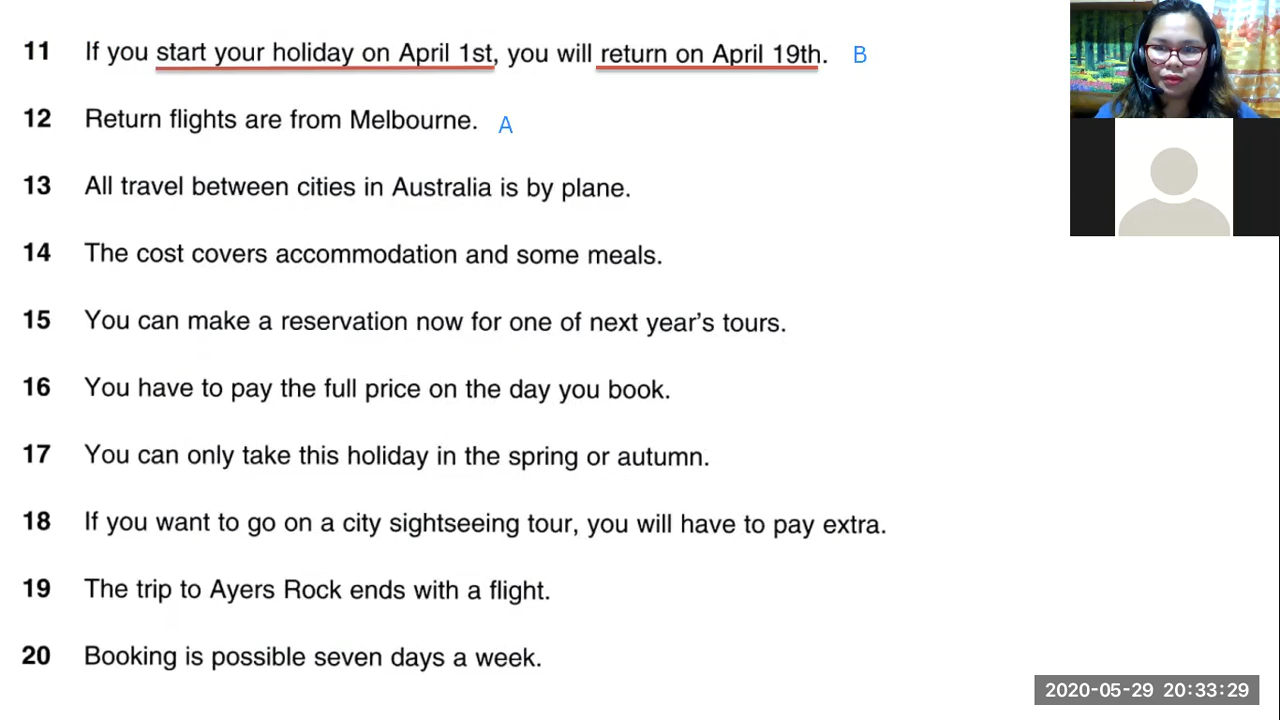 11 If you start your holiday on April 1st, you will return on April 19th. B
12 Return flights are from Melbourne. A
13 All travel between cities in Australia is by plane.
14 The cost covers accommodation and some meals.
15 You can make a reservation now for one of next year's tours.
16 You have to pay the full price on the day you book.
17 You can only take this holiday in the spring or autumn.
18 If you want to go on a city sightseeing tour, you will have to pay extra.
19 The trip to Ayers Rock ends with a flight.
20 Booking is possible seven days a week.
2020-05-29 20:33:29